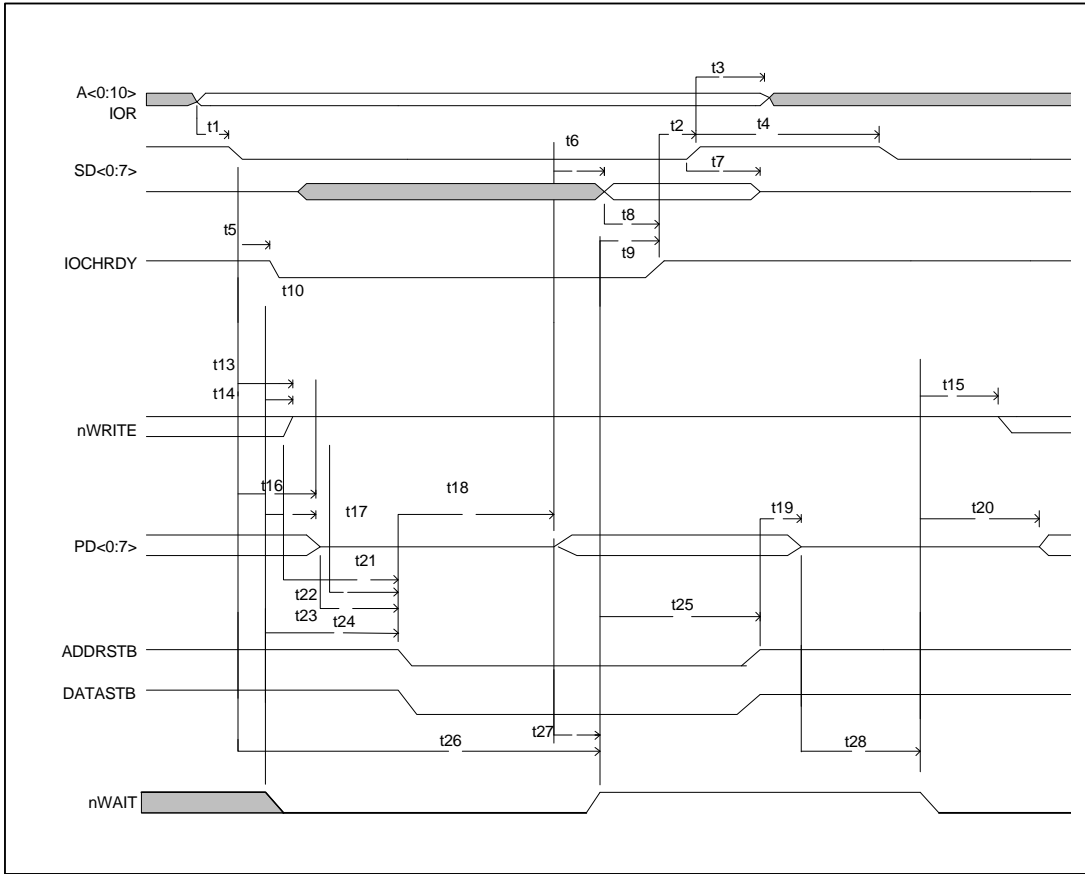 t3
A<0:10>
IOR
t1
t2
t4
t6
SD<0:7>
t7
t8
t5
t9
IOCHRDY
t10
t13
t14
t15
nWRITE
t16
t18
t17
t19
t20
PD<0:7>
t21
t22
t23
t24
t25
ADDRSTB
DATASTB
t27
t26
t28
nWAIT